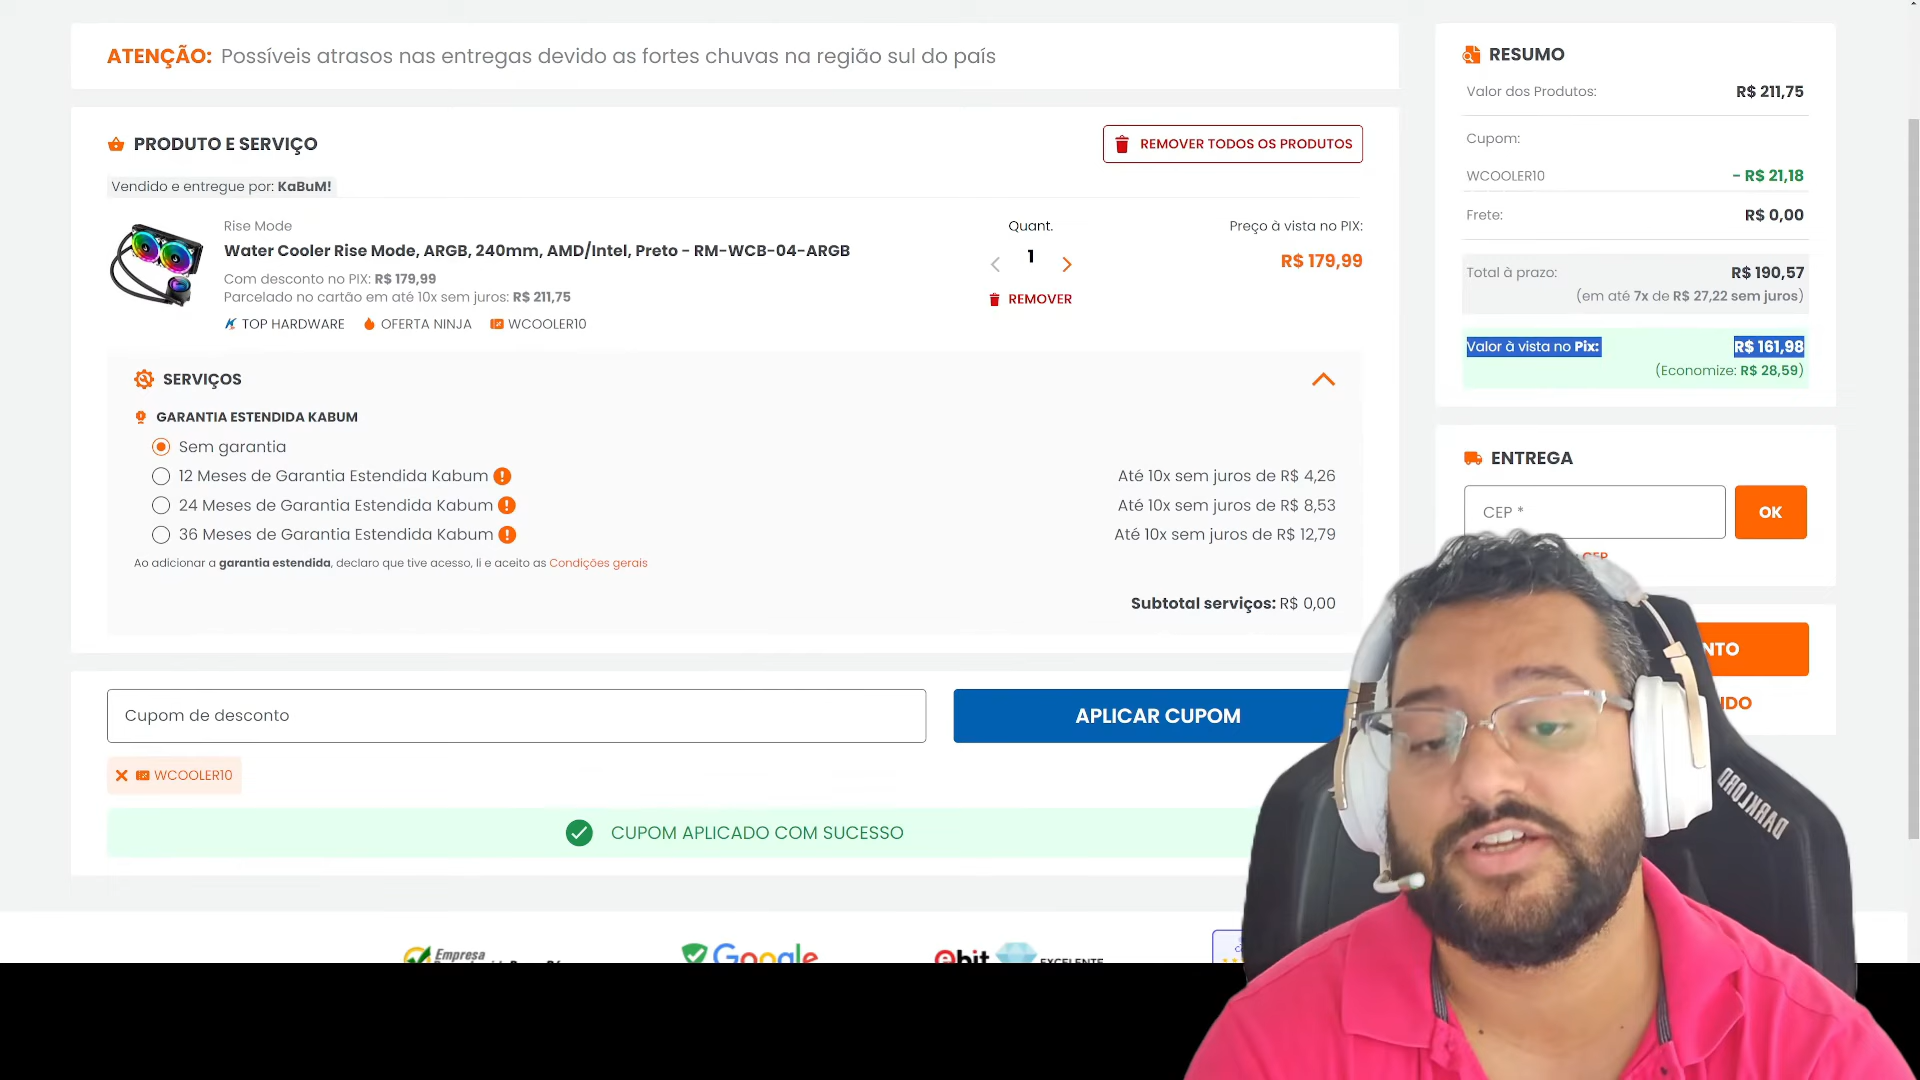 ATENÇÃO: Possíveis atrasos nas entregas devido as fortes chuvas na região sul do país
PRODUTO E SERVIÇO
REMOVER TODOS OS PRODUTOS
Vendido e entregue por: KaBuM!
Rise Mode
Water Cooler Rise Mode, ARGB, 240mm, AMD/Intel, Preto - RM-WCB-04-ARGB
Com desconto no PIX: R$ 179,99
Parcelado no cartão em até 10x sem juros: R$ 211,75
TOP HARDWARE OFERTA NINJA WCOOLER10
Quant.
1
REMOVER
Preço à vista no PIX:
R$ 179,99
SERVIÇOS
GARANTIA ESTENDIDA KABUM
Sem garantia
12 Meses de Garantia Estendida Kabum Até 10x sem juros de R$ 4,26
24 Meses de Garantia Estendida Kabum Até 10x sem juros de R$ 8,53
36 Meses de Garantia Estendida Kabum Até 10x sem juros de R$ 12,79
Ao adicionar a garantia estendida, declaro que tive acesso, li e aceito as Condições gerais
Subtotal serviços: R$ 0,00
Cupom de desconto
APLICAR CUPOM
WCOOLER10
CUPOM APLICADO COM SUCESSO
Empresa
Google
ebit EXCELENTE
RESUMO
Valor dos Produtos: R$ 211,75
Cupom:
WCOOLER10 - R$ 21,18
Frete: R$ 0,00
Total à prazo: R$ 190,57
(em até 7x de R$ 27,22 sem juros)
Valor à vista no Pix: R$ 161,98
(Economize: R$ 28,59)
ENTREGA
CEP *
OK
CEP
NTO
NDO
DARKLORD